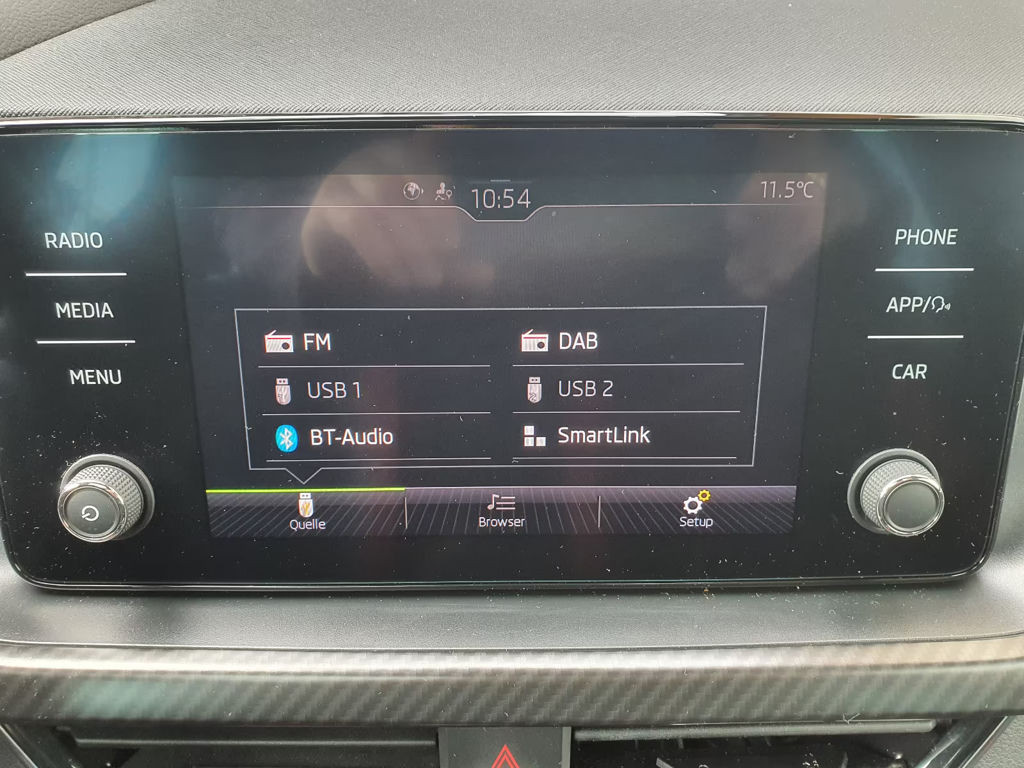 10:54
11.5°C
RADIO
MEDIA
MENU
PHONE
APP/
CAR
FM
DAB
USB 1
USB 2
BT-Audio
SmartLink
Quelle
Browser
Setup